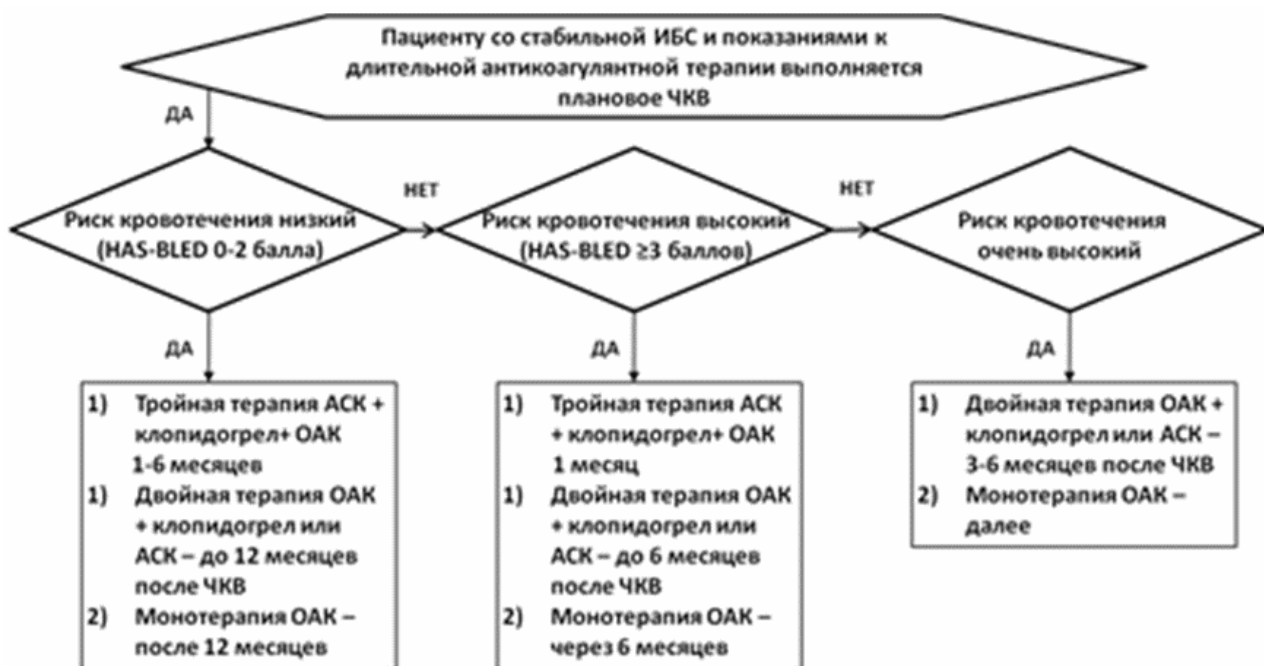 Пациенту со стабильной ИБС и показаниями к
длительной антикоагулянтной терапии выполняется
плановое ЧКВ
ДА
НЕТ
НЕТ
Риск кровотечения низкий
(HAS-BLED 0-2 балла)
Риск кровотечения высокий
(HAS-BLED ≥3 баллов)
Риск кровотечения
очень высокий
ДА
ДА
ДА
1) Тройная терапия АСК +
клопидогрел+ ОАК
1-6 месяцев
1) Двойная терапия ОАК
+ клопидогрел или
АСК – до 12 месяцев
после ЧКВ
2) Монотерапия ОАК –
после 12 месяцев
1) Тройная терапия АСК
+ клопидогрел+ ОАК
1 месяц
1) Двойная терапия ОАК
+ клопидогрел или
АСК – до 6 месяцев
после ЧКВ
2) Монотерапия ОАК –
через 6 месяцев
1) Двойная терапия ОАК +
клопидогрел или АСК –
3-6 месяцев после ЧКВ
2) Монотерапия ОАК –
далее